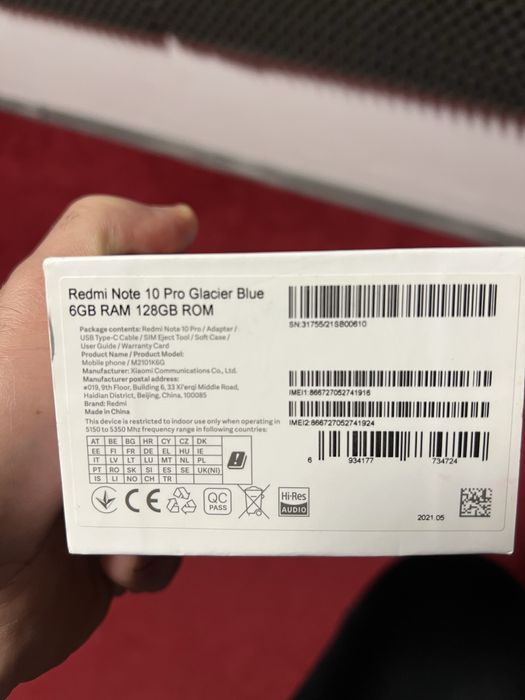 Redmi Note 10 Pro Glacier Blue
6GB RAM 128GB ROM
Package contents: Redmi Note 10 Pro / Adapter /
USB Type-C Cable / SIM Eject Tool / Soft Case /
User Guide / Warranty Card
Product Name / Product Model:
Mobile phone / M2101K6G
Manufacturer: Xiaomi Communications Co., Ltd.
Manufacturer postal address:
#019, 9th Floor, Building 6, 33 Xi'erqi Middle Road,
Haidian District, Beijing, China, 100085
Brand: Redmi
Made in China
This device is restricted to indoor use only when operating in
5150 to 5350 Mhz frequency range in following countries:
AT BE BG HR CY CZ DK
EE FI FR DE EL HU IE
IT LV LT LU MT NL PL
PT RO SK SI ES SE UK(NI)
IS LI NO CH TR
CE
QC
PASS
Hi-Res
AUDIO
SN:31755/21SB00610
IMEI1:866727052741916
IMEI2:866727052741924
6 934177 734724
2021.05